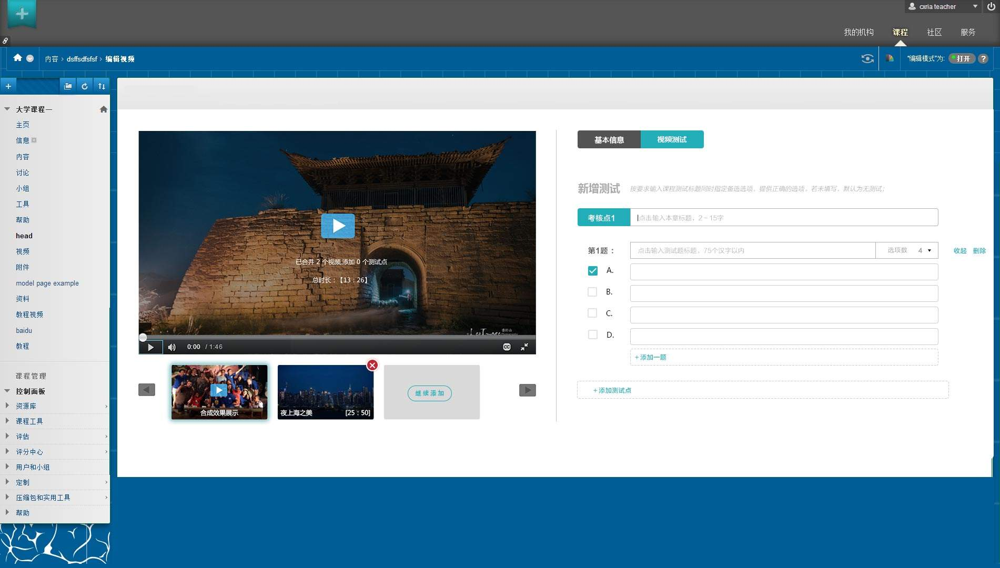 cxria teacher
我的机构 课程 社区 服务
内容 › dsffsdfsfsf › 编辑视频
"编辑模式"为: 打开 ?
大学课程一
主页
信息
内容
讨论
小组
工具
帮助
head
视频
附件
model page example
资料
教程视频
baidu
教程
课程管理
控制面板
资源库
课程工具
评估
评分中心
用户和小组
定制
压缩包和实用工具
帮助
已合并 2 个视频,添加 0 个测试点
总时长：【13：26】
0:00 / 1:46
CC
合成效果展示
夜上海之美 [25：50]
继续添加
基本信息 视频测试
新增测试 按要求输入课程测试标题同时指定备选选项、提供正确的选项。若未填写，默认为无测试；
考核点1 点击输入本章标题，2－15字
第1题： 点击输入测试题标题，75个汉字以内 选项数 4 收起 删除
A.
B.
C.
D.
+ 添加一题
+ 添加测试点